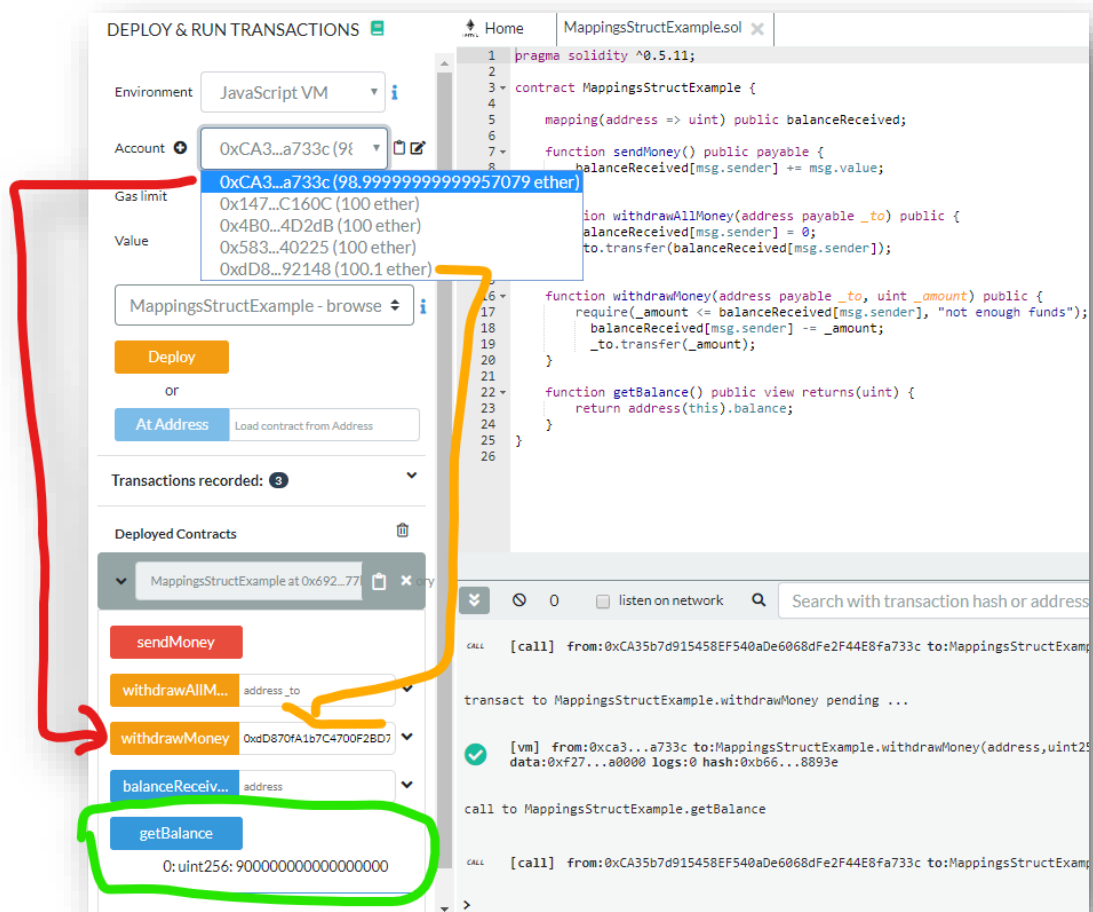 DEPLOY & RUN TRANSACTIONS
Environment
JavaScript VM
Account
0xCA3...a733c (98
0xCA3...a733c (98.99999999999957079 ether)
0x147...C160C (100 ether)
0x4B0...4D2dB (100 ether)
0x583...40225 (100 ether)
0xdD8...92148 (100.1 ether)
Gas limit
Value
MappingsStructExample - browse
Deploy
or
At Address
Load contract from Address
Transactions recorded: 3
Deployed Contracts
MappingsStructExample at 0x692...77
ory
sendMoney
withdrawAllM... address _to
withdrawMoney 0xdD870fA1b7C4700F2BD7
balanceReceiv... address
getBalance
0: uint256: 900000000000000000
Home
MappingsStructExample.sol
1 pragma solidity ^0.5.11;
2
3 contract MappingsStructExample {
4
5 mapping(address => uint) public balanceReceived;
6
7 function sendMoney() public payable {
8 balanceReceived[msg.sender] += msg.value;
ion withdrawAllMoney(address payable _to) public {
alanceReceived[msg.sender] = 0;
to.transfer(balanceReceived[msg.sender]);
16 function withdrawMoney(address payable _to, uint _amount) public {
17 require(_amount <= balanceReceived[msg.sender], "not enough funds");
18 balanceReceived[msg.sender] -= _amount;
19 _to.transfer(_amount);
20 }
21
22 function getBalance() public view returns(uint) {
23 return address(this).balance;
24 }
25 }
26
0
listen on network
Search with transaction hash or address
CALL [call] from:0xCA35b7d915458EF540aDe6068dFe2F44E8fa733c to:MappingsStructExamp
transact to MappingsStructExample.withdrawMoney pending ...
[vm] from:0xca3...a733c to:MappingsStructExample.withdrawMoney(address,uint25
data:0xf27...a0000 logs:0 hash:0xb66...8893e
call to MappingsStructExample.getBalance
CALL [call] from:0xCA35b7d915458EF540aDe6068dFe2F44E8fa733c to:MappingsStructExamp
>